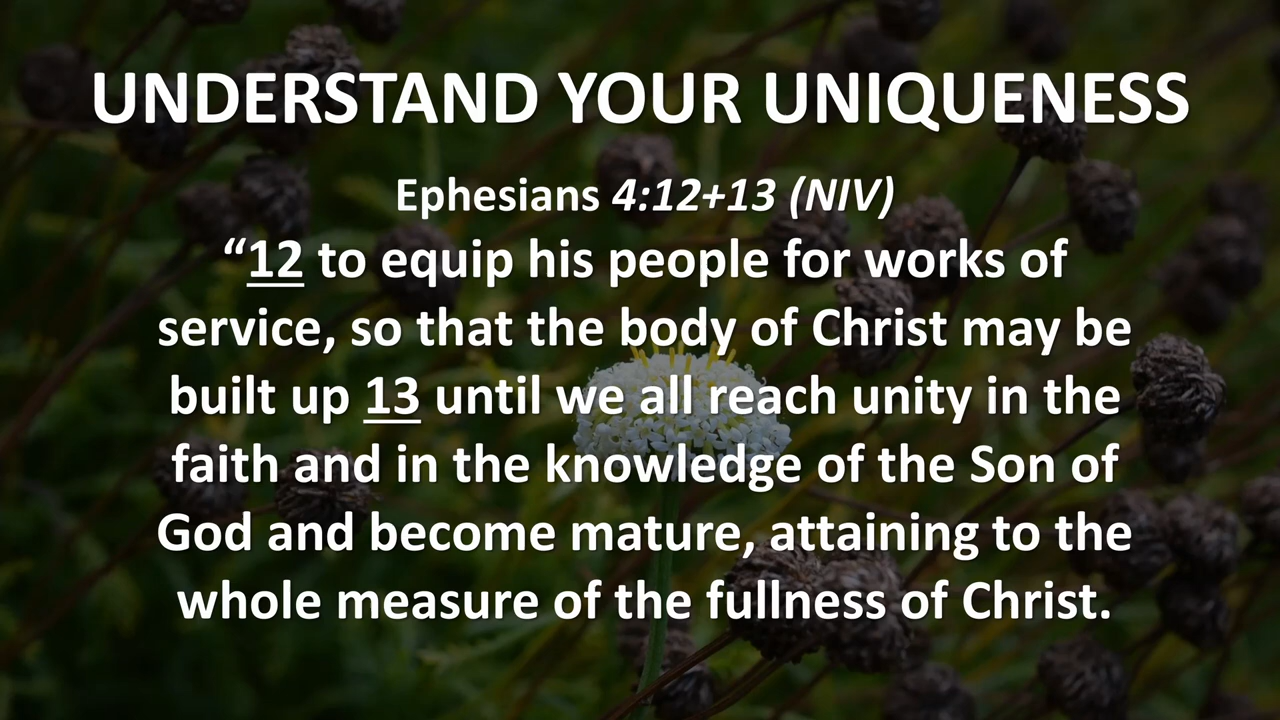 UNDERSTAND YOUR UNIQUENESS
Ephesians 4:12+13 (NIV)
“12 to equip his people for works of
service, so that the body of Christ may be
built up 13 until we all reach unity in the
faith and in the knowledge of the Son of
God and become mature, attaining to the
whole measure of the fullness of Christ.